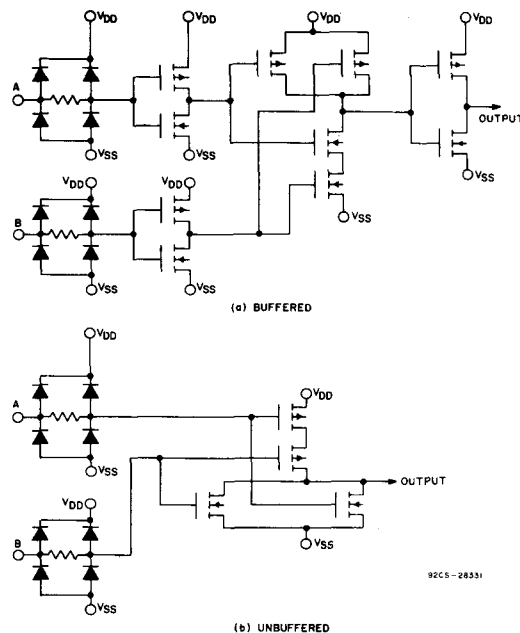 VDD VDD VDD VDD
A
OUTPUT
VSS VSS
VDD VDD
B
VSS VSS VSS
VSS
(a) BUFFERED
VDD
VDD
A
VSS
OUTPUT
VDD
B
VSS
VSS
92CS-28331
(b) UNBUFFERED